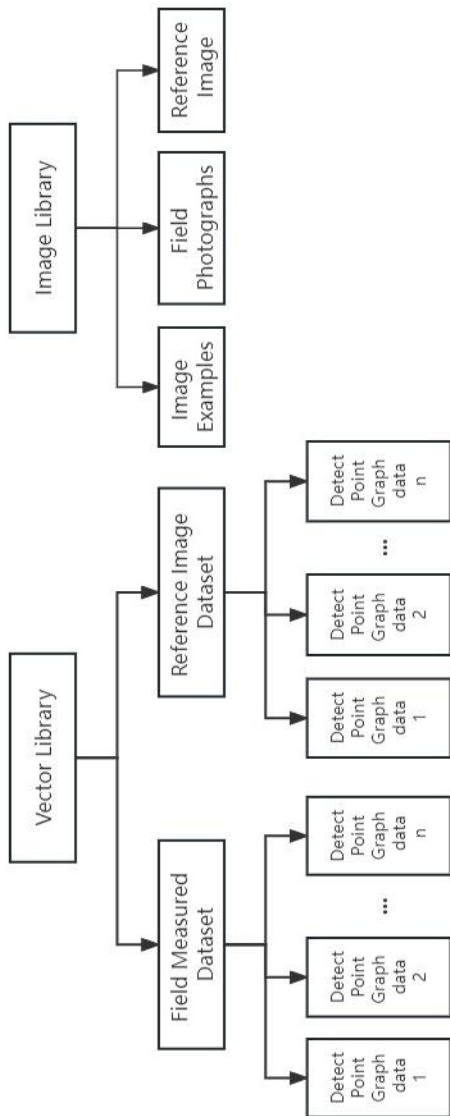 Vector Library
Image Library
Field Measured
Dataset
Reference Image
Dataset
Image
Examples
Field
Photographs
Reference
Image
Detect
Point
Graph
data
1
Detect
Point
Graph
data
2
...
Detect
Point
Graph
data
n
Detect
Point
Graph
data
1
Detect
Point
Graph
data
2
...
Detect
Point
Graph
data
n